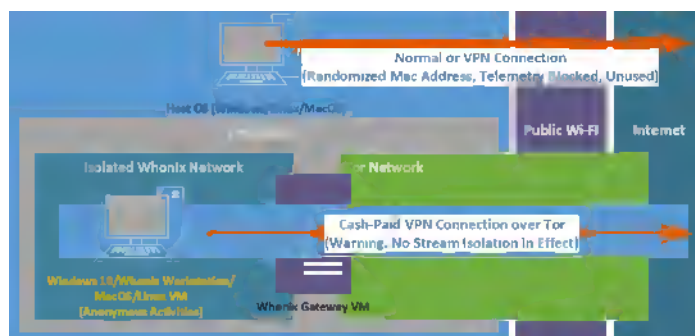 Normal or VPN Connection
(Randomized Mac Address, Telemetry Blocked, Unused)
Host OS (Windows/Linux/MacOS)
Public Wi-Fi
Internet
Isolated Whonix Network
Tor Network
Cash-Paid VPN Connection over Tor
(Warning. No Stream Isolation in Effect)
Windows 10/Whonix Workstation/
MacOS/Linux VM
(Anonymous Activities)
Whonix Gateway VM